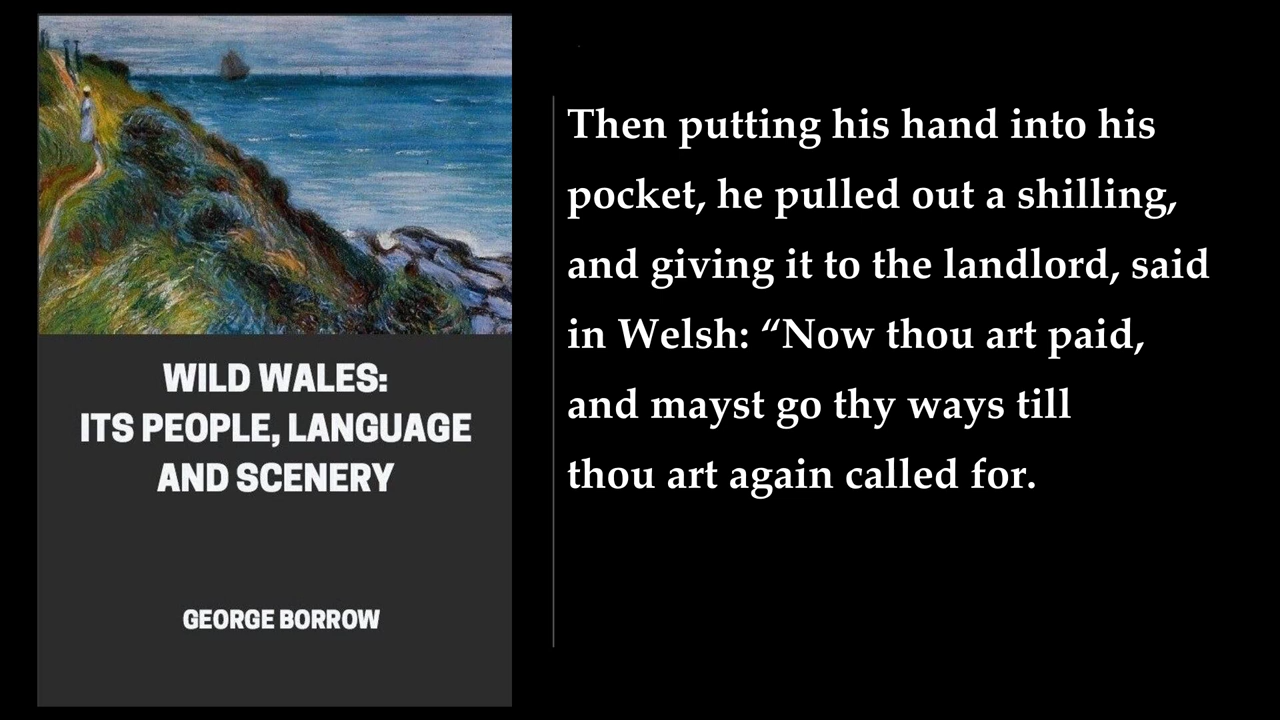 WILD WALES:
ITS PEOPLE, LANGUAGE
AND SCENERY
GEORGE BORROW
Then putting his hand into his
pocket, he pulled out a shilling,
and giving it to the landlord, said
in Welsh: “Now thou art paid,
and mayst go thy ways till
thou art again called for.